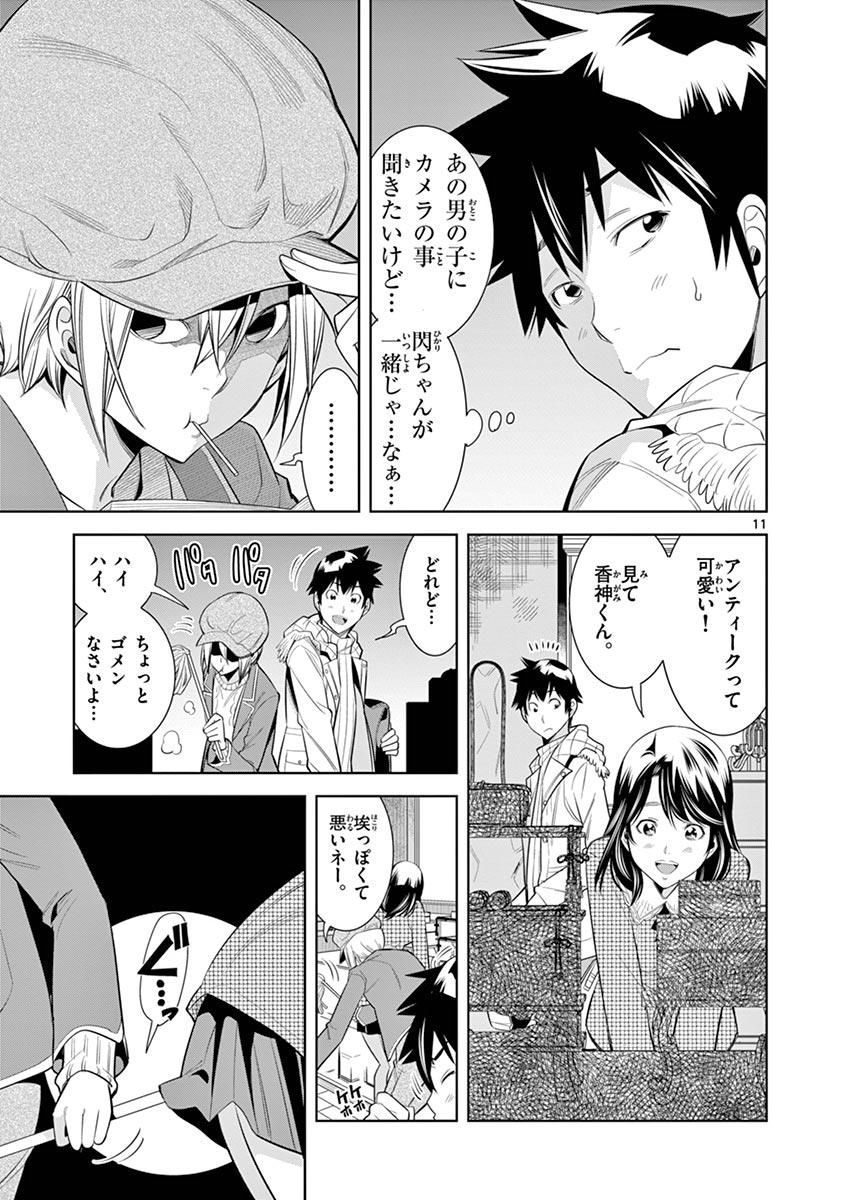 あの男の子に
カメラの事
聞きたいけど…
閃ちゃんが
一緒じゃ…なぁ…
…………
11
アンティークって
可愛い！
見て
香神くん。
どれど…
パタ
パタ
ハイ
ハイ、
ちょっと
ゴメン
なさいよ…
埃っぽくて
悪いネー。
ケホ
ケホ
ぐ…っ